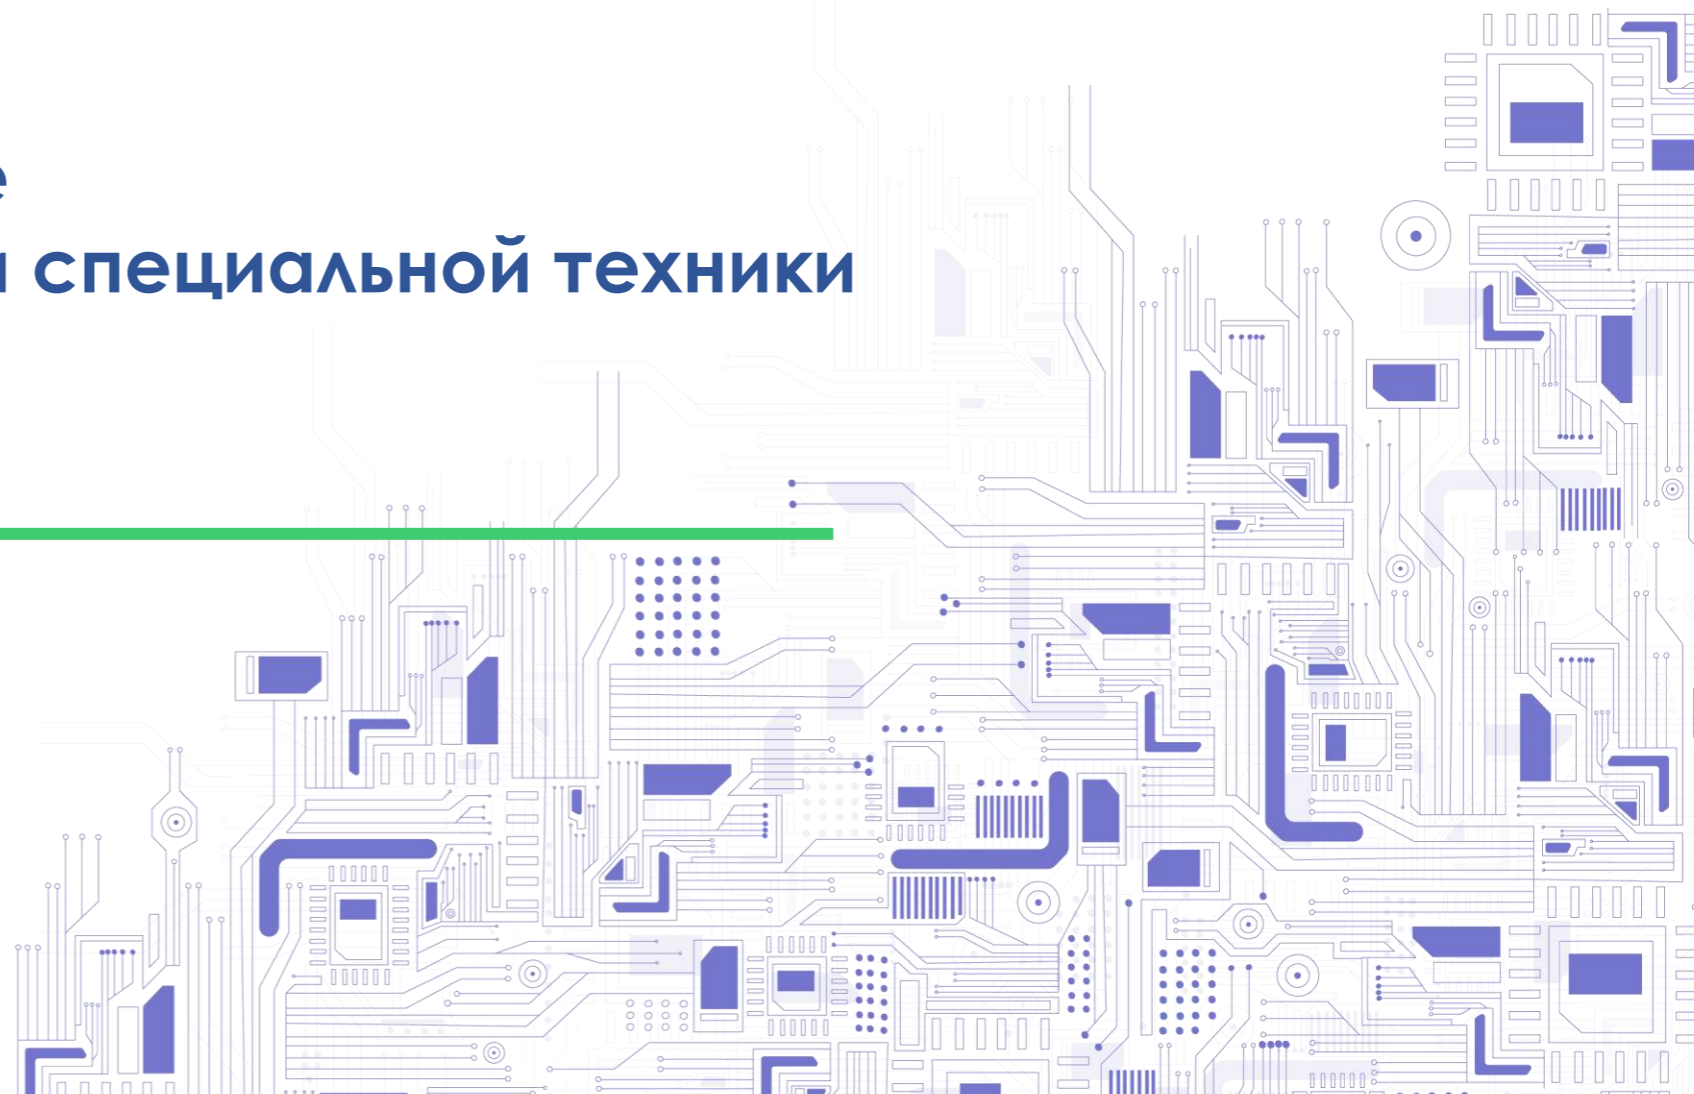 е
и специальной техники